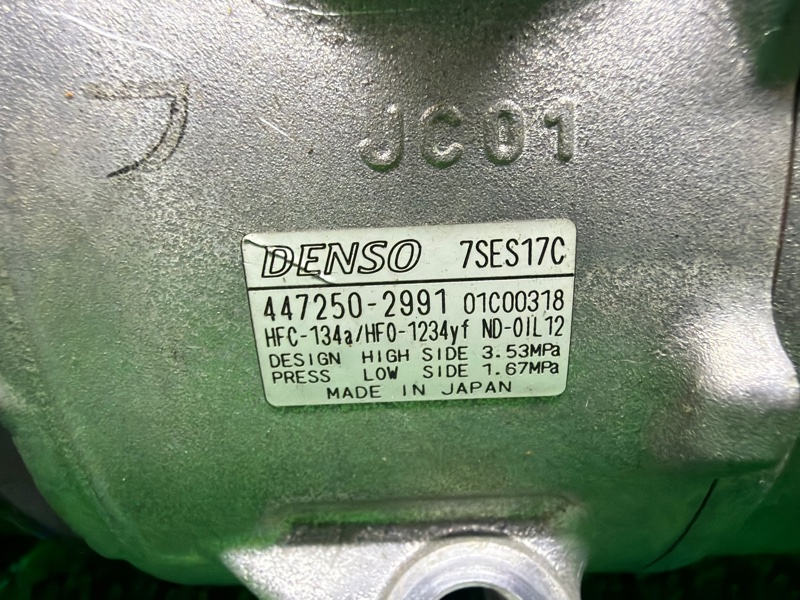 JC01
DENSO 7SES17C
447250-2991 01C00318
HFC-134a/HFO-1234yf ND-OIL12
DESIGN HIGH SIDE 3.53MPa
PRESS LOW SIDE 1.67MPa
MADE IN JAPAN